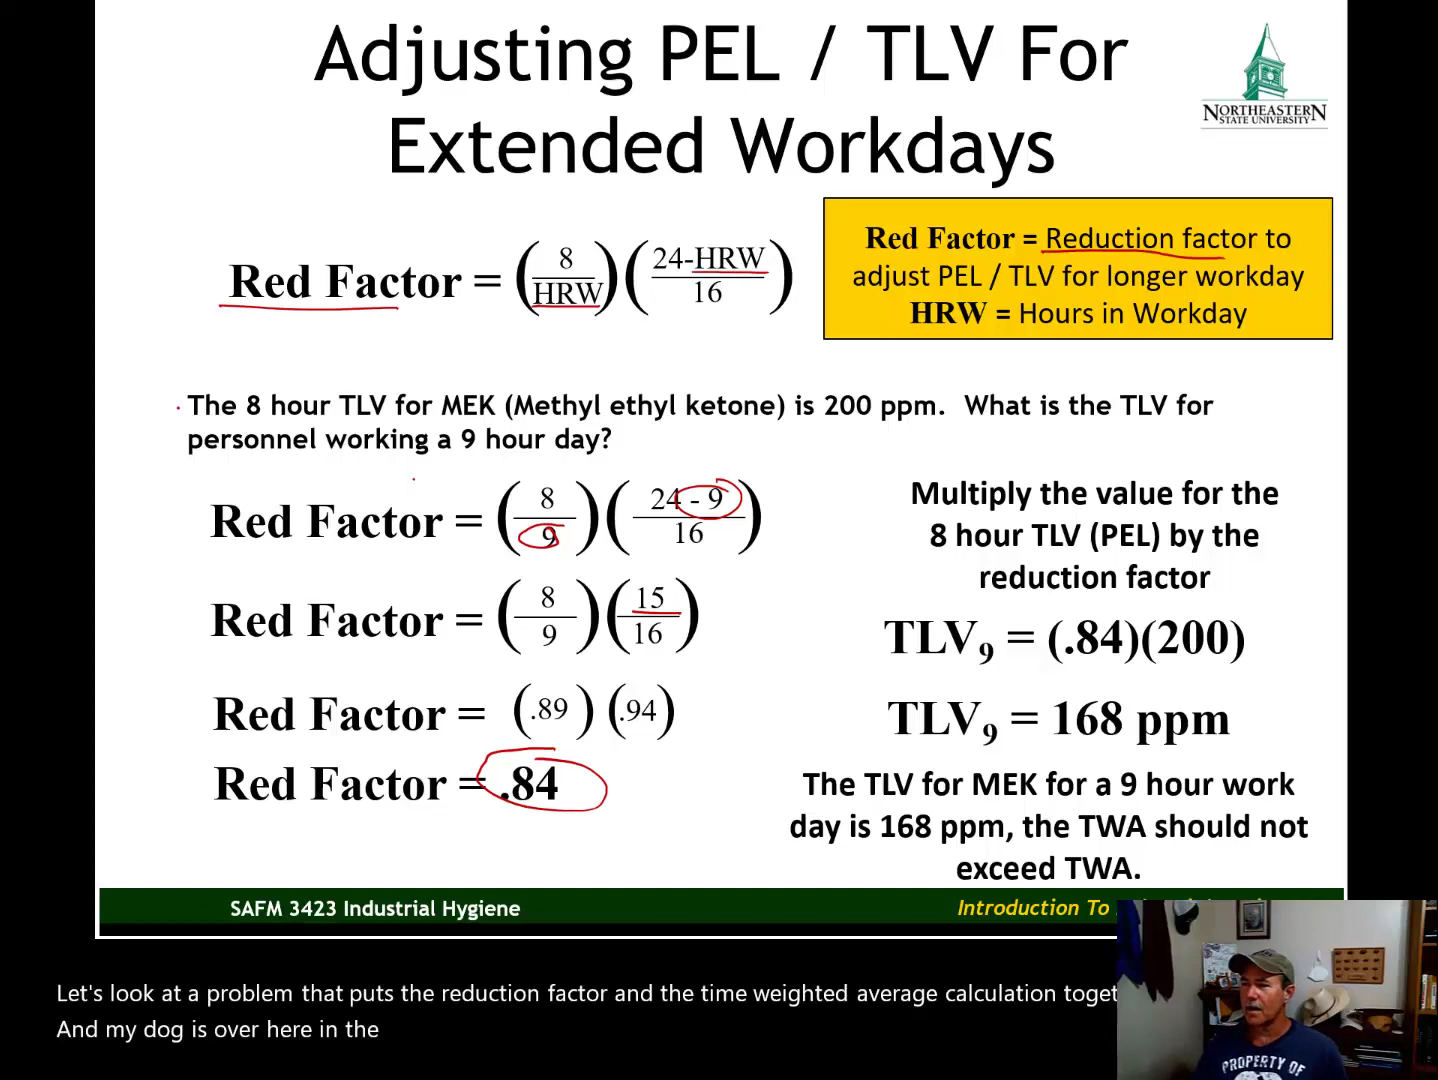 Adjusting PEL / TLV For
Extended Workdays
NORTHEASTERN
STATE UNIVERSITY
Red Factor = (8/HRW)(24-HRW/16)
Red Factor = Reduction factor to
adjust PEL / TLV for longer workday
HRW = Hours in Workday
The 8 hour TLV for MEK (Methyl ethyl ketone) is 200 ppm. What is the TLV for
personnel working a 9 hour day?
Red Factor = (8/9)(24 - 9/16)
Red Factor = (8/9)(15/16)
Red Factor = (.89) (.94)
Red Factor = .84
Multiply the value for the
8 hour TLV (PEL) by the
reduction factor
TLV₉ = (.84)(200)
TLV₉ = 168 ppm
The TLV for MEK for a 9 hour work
day is 168 ppm, the TWA should not
exceed TWA.
SAFM 3423 Industrial Hygiene
Introduction To
Let's look at a problem that puts the reduction factor and the time weighted average calculation toget
And my dog is over here in the
PROPERTY OF